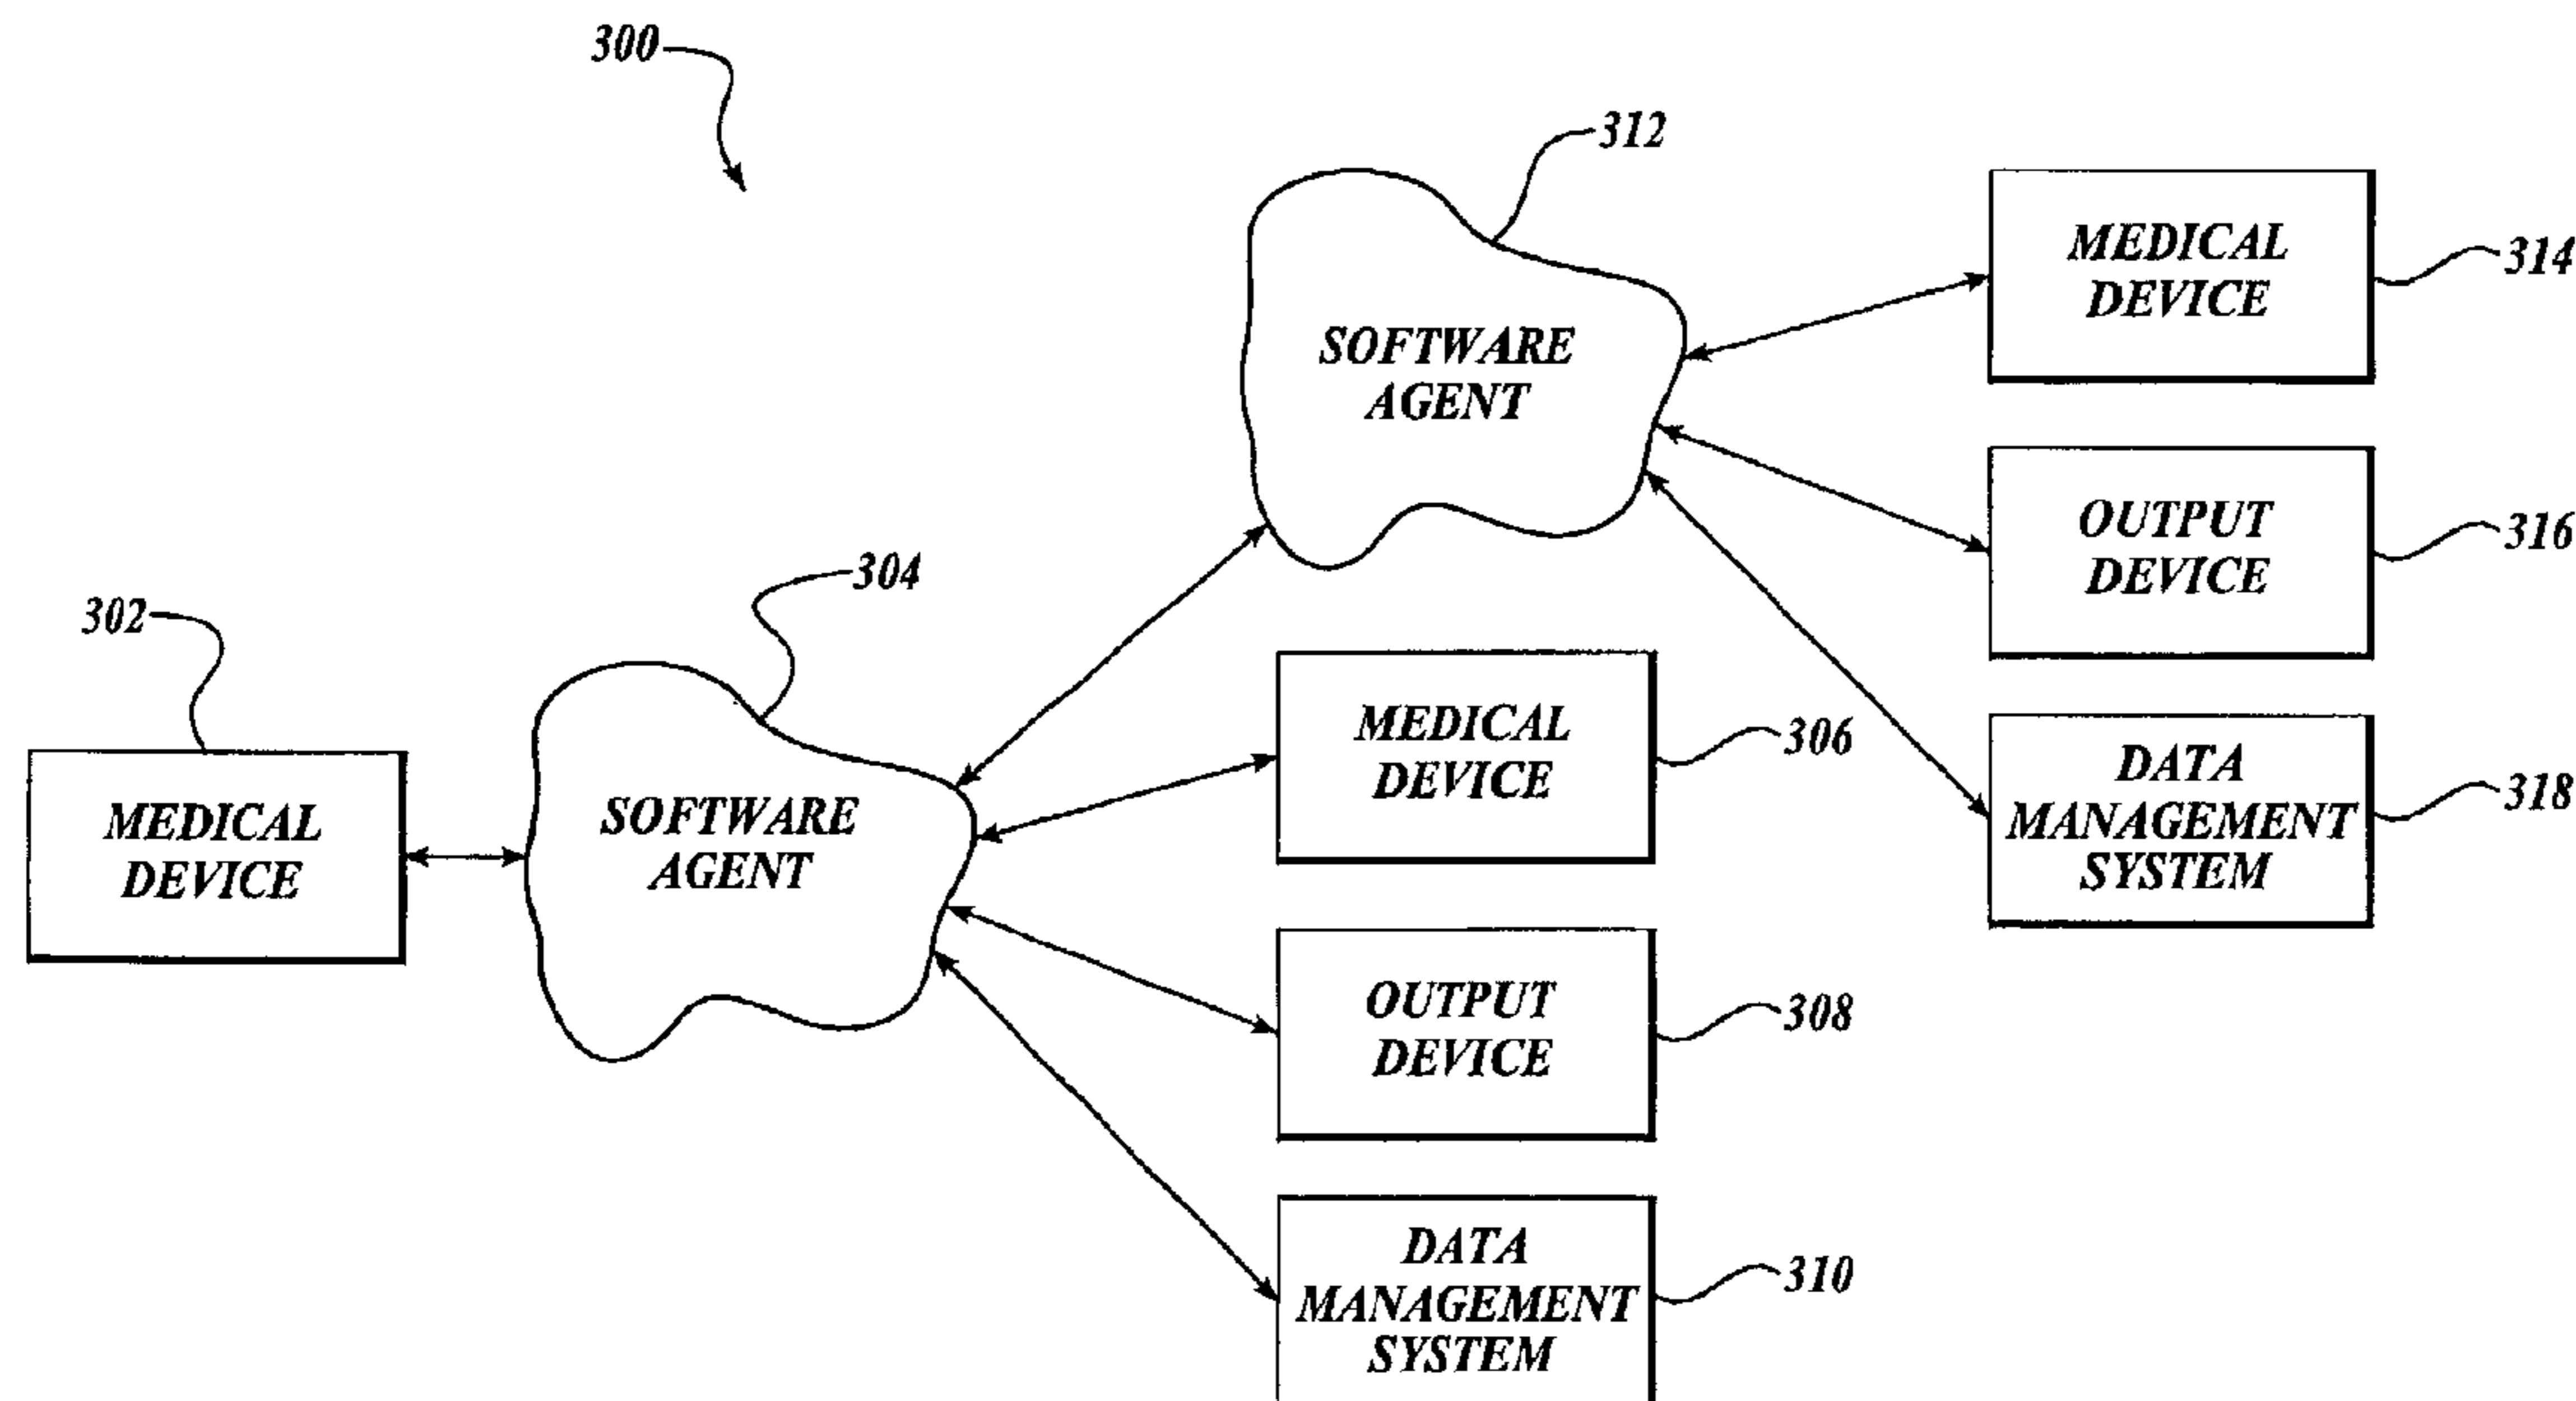 300
312
MEDICAL
DEVICE
314
SOFTWARE
AGENT
OUTPUT
DEVICE
316
304
302
MEDICAL
DEVICE
306
DATA
MANAGEMENT
SYSTEM
318
MEDICAL
DEVICE
SOFTWARE
AGENT
OUTPUT
DEVICE
308
DATA
MANAGEMENT
SYSTEM
310